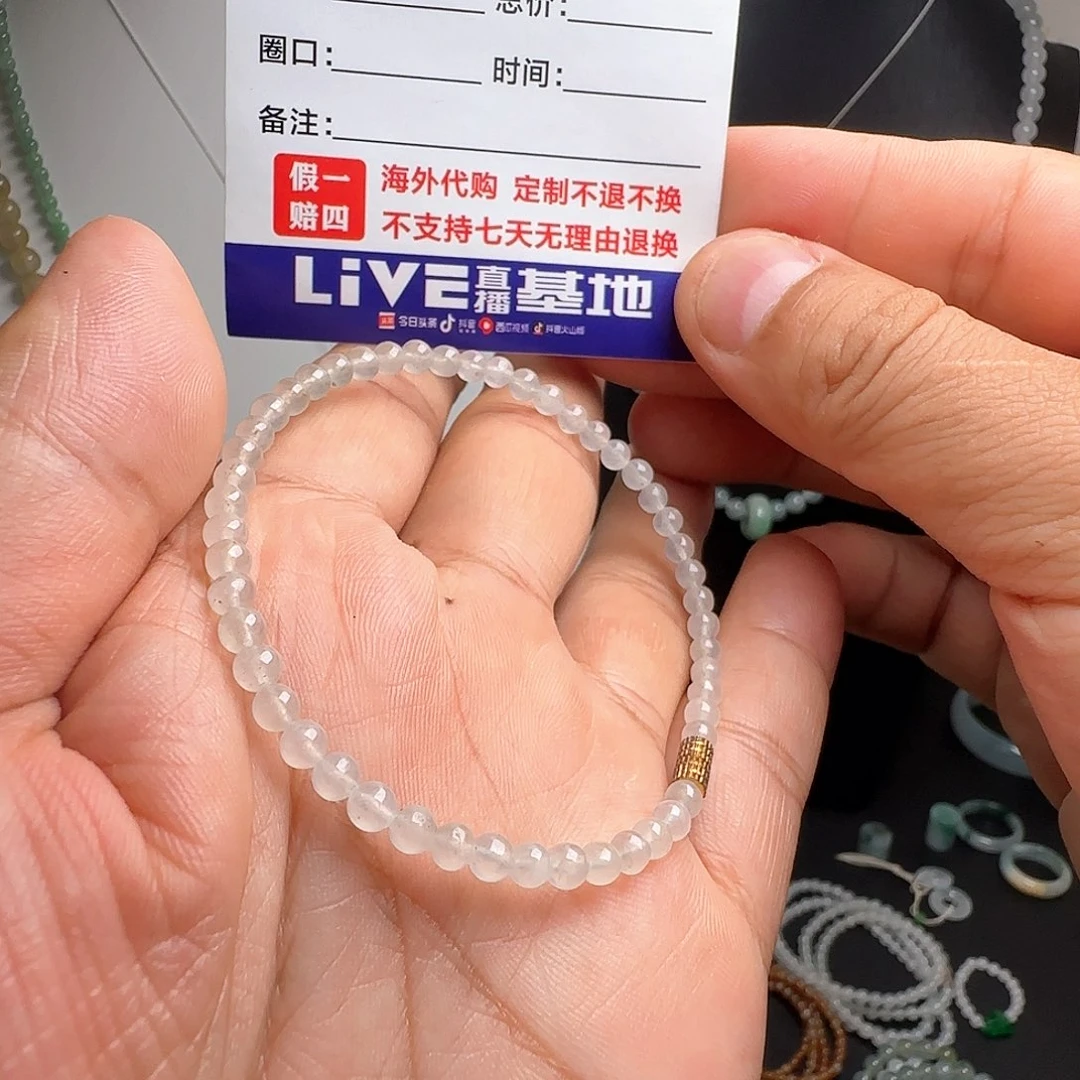 总价:
圈口: 时间:
备注:
假一
赔四
海外代购 定制不退不换
不支持七天无理由退换
LiVE直播基地
今日头条 抖音 西瓜视频 抖音火山版